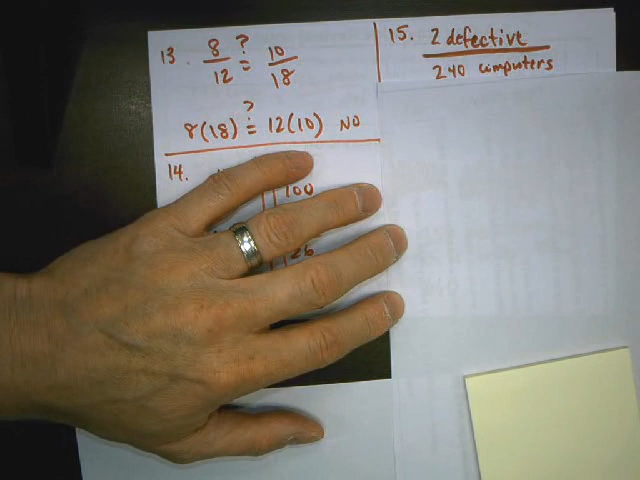 13. 8/12 ?= 10/18
8(18) ?= 12(10) NO
14.
100
26
15. 2 defective
240 computers